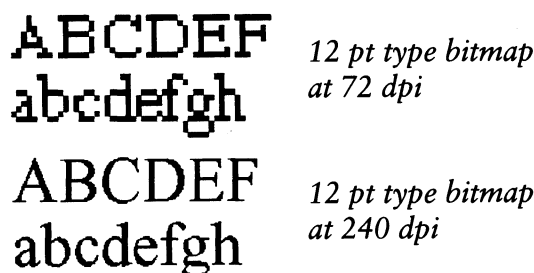 ABCDEF
abcdefgh
12 pt type bitmap
at 72 dpi
ABCDEF
abcdefgh
12 pt type bitmap
at 240 dpi